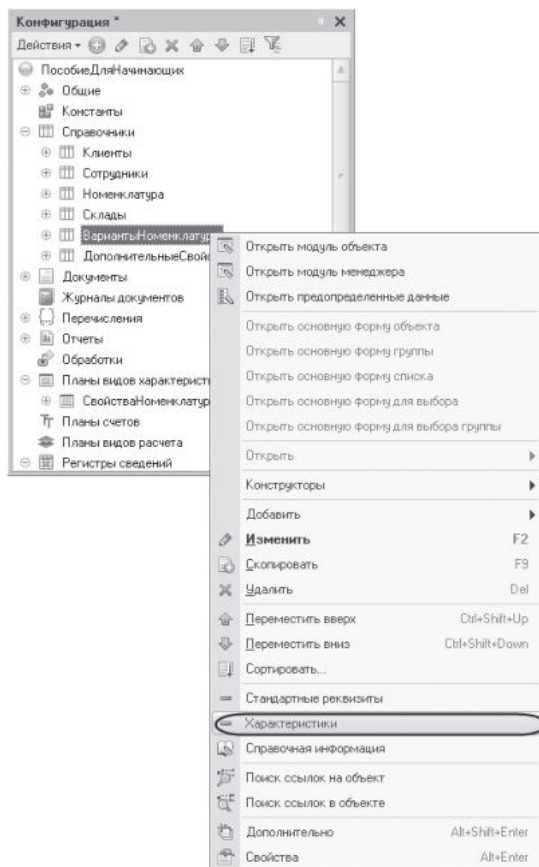 Конфигурация *
Действия
ПособиеДляНачинающих
Общие
Константы
Справочники
Клиенты
Сотрудники
Номенклатура
Склады
ВариантыНоменклатур
ДополнительныеСвой
Документы
Журналы документов
Перечисления
Отчеты
Обработки
Планы видов характерист
СвойстваНоменклатур
Планы счетов
Планы видов расчета
Регистры сведений
Открыть модуль объекта
Открыть модуль менеджера
Открыть предопределенные данные
Открыть основную форму объекта
Открыть основную форму группы
Открыть основную форму списка
Открыть основную форму для выбора
Открыть основную форму для выбора группы
Открыть
Конструкторы
Добавить
Изменить F2
Скопировать F9
Удалить Del
Переместить вверх Ctrl+Shift+Up
Переместить вниз Ctrl+Shift+Down
Сортировать...
Стандартные реквизиты
Характеристики
Справочная информация
Поиск ссылок на объект
Поиск ссылок в объекте
Дополнительно Alt+Shift+Enter
Свойства Alt+Enter